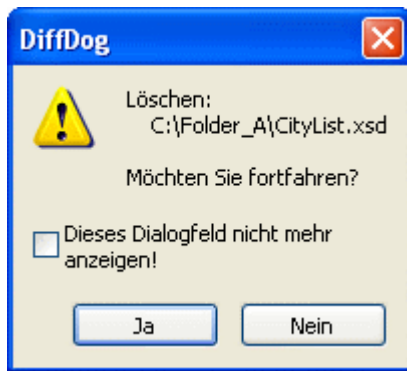 DiffDog
Löschen:
C:\Folder_A\CityList.xsd
Möchten Sie fortfahren?
Dieses Dialogfeld nicht mehr
anzeigen!
Ja
Nein